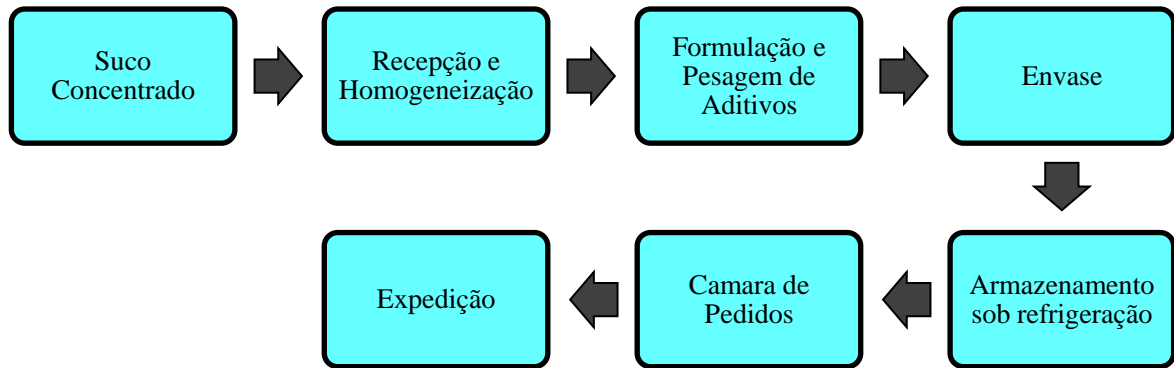 Suco
Concentrado
Recepção e
Homogeneização
Formulação e
Pesagem de
Aditivos
Envase
Armazenamento
sob refrigeração
Camara de
Pedidos
Expedição